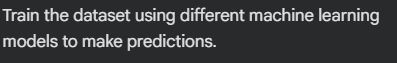 Train the dataset using different machine learning
models to make predictions.